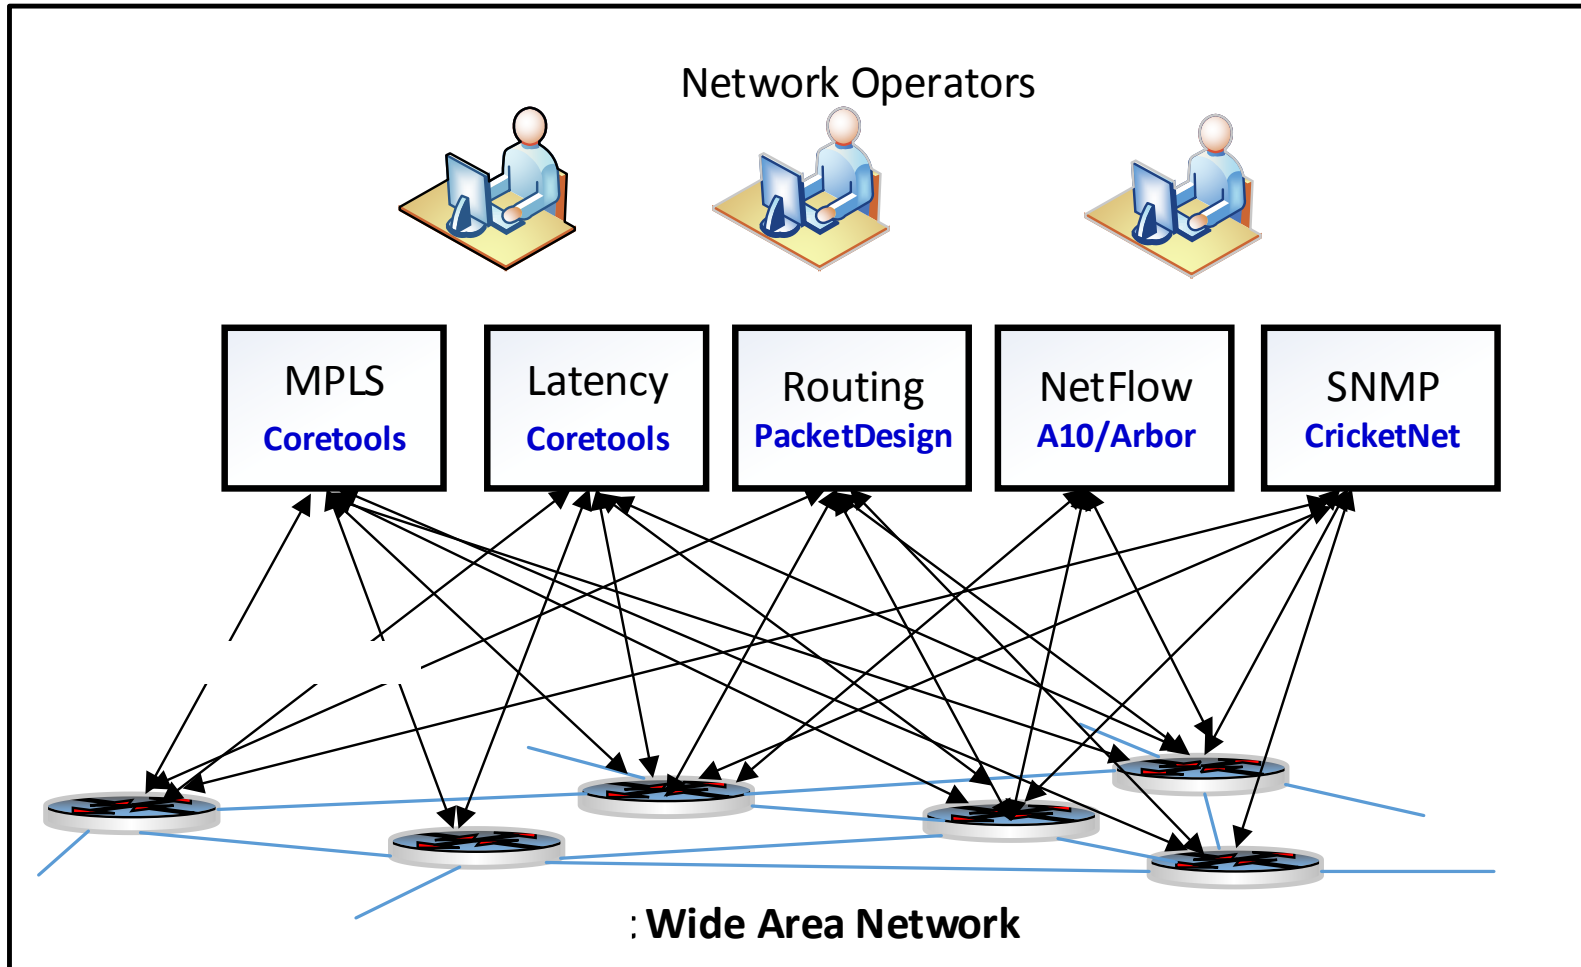 Network Operators
MPLS
Coretools
Latency
Coretools
Routing
PacketDesign
NetFlow
A10/Arbor
SNMP
CricketNet
: Wide Area Network